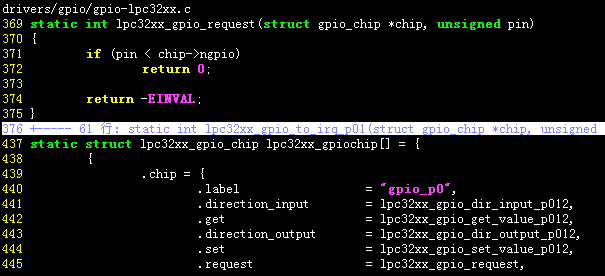 drivers/gpio/gpio-lpc32xx.c
369 static int lpc32xx_gpio_request(struct gpio_chip *chip, unsigned pin)
370 {
371         if (pin < chip->ngpio)
372                 return 0;
373
374         return -EINVAL;
375 }
376 +----- 61 行: static int lpc32xx_gpio_to_irq_p01(struct gpio_chip *chip, unsigned
437 static struct lpc32xx_gpio_chip lpc32xx_gpiochip[] = {
438         {
439                 .chip = {
440                         .label                  = "gpio_p0",
441                         .direction_input        = lpc32xx_gpio_dir_input_p012,
442                         .get                    = lpc32xx_gpio_get_value_p012,
443                         .direction_output       = lpc32xx_gpio_dir_output_p012,
444                         .set                    = lpc32xx_gpio_set_value_p012,
445                         .request                = lpc32xx_gpio_request,